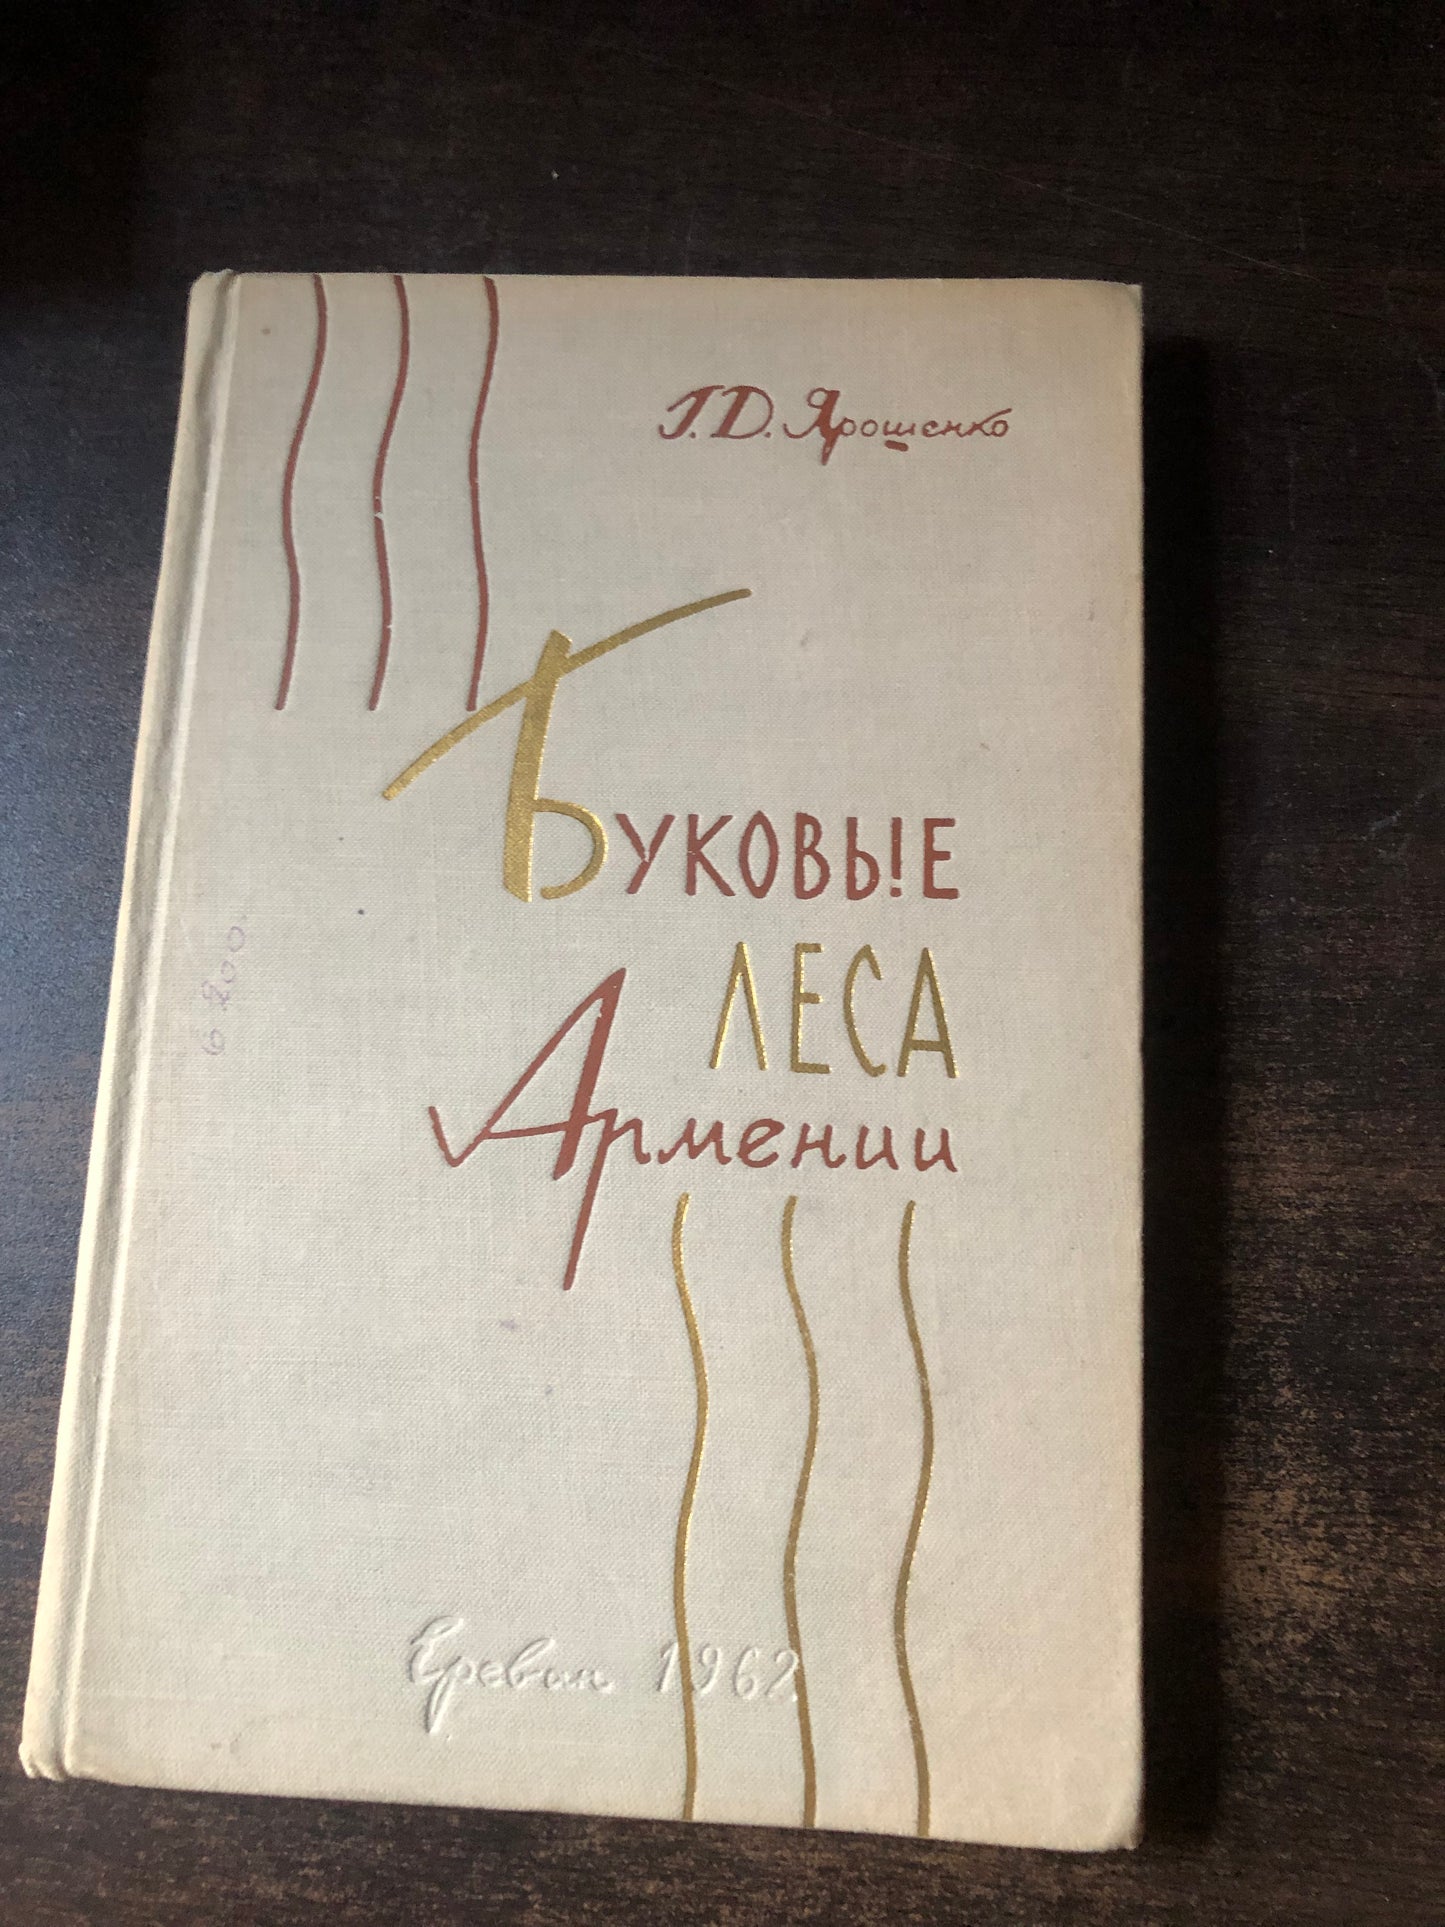 Г.Д. Ярошенко
БУКОВЫЕ
ЛЕСА
Армении
Ереван 1962